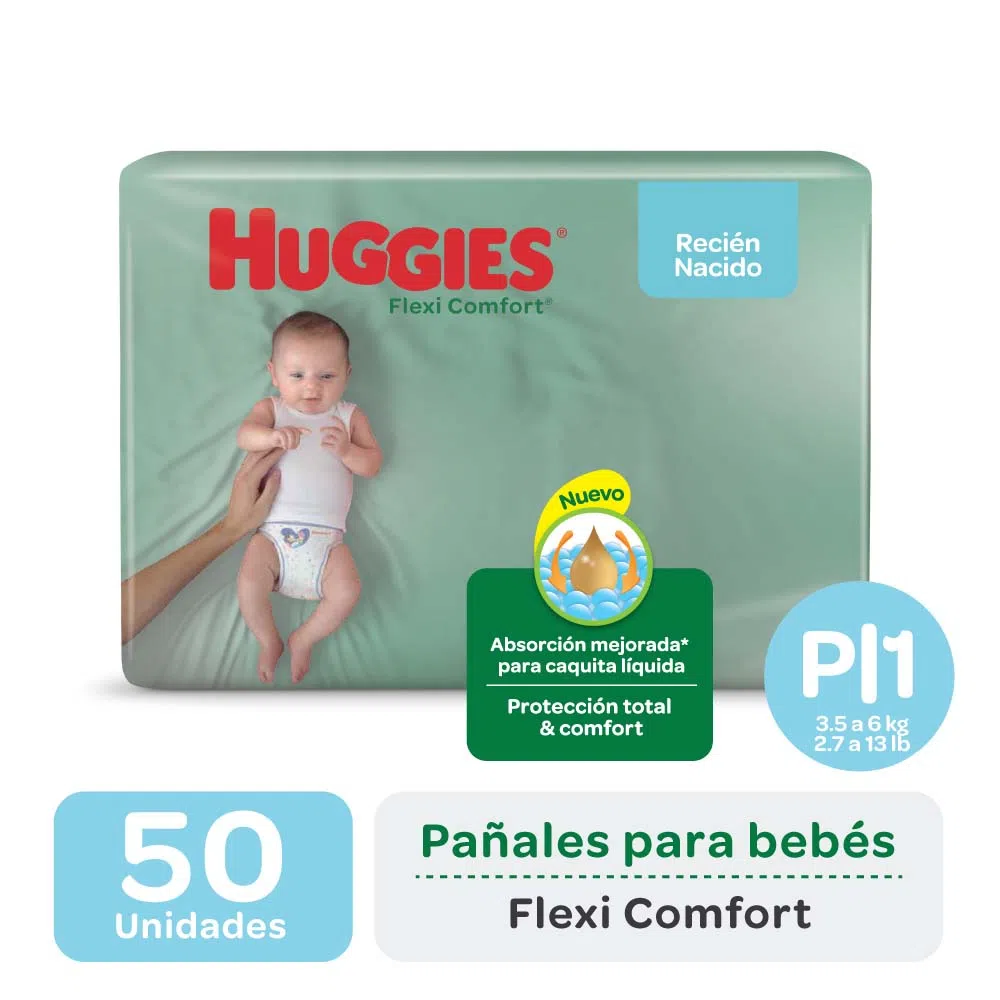 HUGGIES®
Flexi Comfort®
Recién
Nacido
Nuevo
Absorción mejorada*
para caquita líquida
Protección total
& comfort
P|1
3.5 a 6 kg
2.7 a 13 lb
50
Unidades
Pañales para bebés
Flexi Comfort